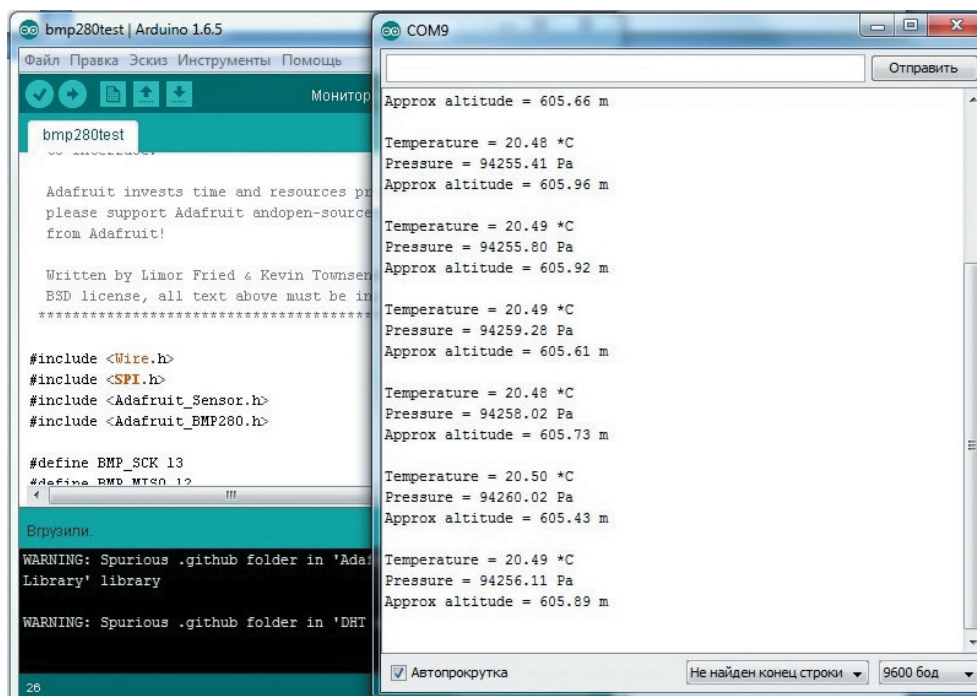 bmp280test | Arduino 1.6.5
Файл Правка Эскиз Инструменты Помощь
Монитор
bmp280test
Adafruit invests time and resources pr
please support Adafruit andopen-source
from Adafruit!
Written by Limor Fried & Kevin Townsen
BSD license, all text above must be in
****************************************
#include <Wire.h>
#include <SPI.h>
#include <Adafruit_Sensor.h>
#include <Adafruit_BMP280.h>
#define BMP_SCK 13
#define BMP_MISO 12
Вгрузили.
WARNING: Spurious .github folder in 'Adaf
Library' library
WARNING: Spurious .github folder in 'DHT
26
COM9
Отправить
Approx altitude = 605.66 m
Temperature = 20.48 *C
Pressure = 94255.41 Pa
Approx altitude = 605.96 m
Temperature = 20.49 *C
Pressure = 94255.80 Pa
Approx altitude = 605.92 m
Temperature = 20.49 *C
Pressure = 94259.28 Pa
Approx altitude = 605.61 m
Temperature = 20.48 *C
Pressure = 94258.02 Pa
Approx altitude = 605.73 m
Temperature = 20.50 *C
Pressure = 94260.02 Pa
Approx altitude = 605.43 m
Temperature = 20.49 *C
Pressure = 94256.11 Pa
Approx altitude = 605.89 m
Автопрокрутка
Не найден конец строки
9600 бод